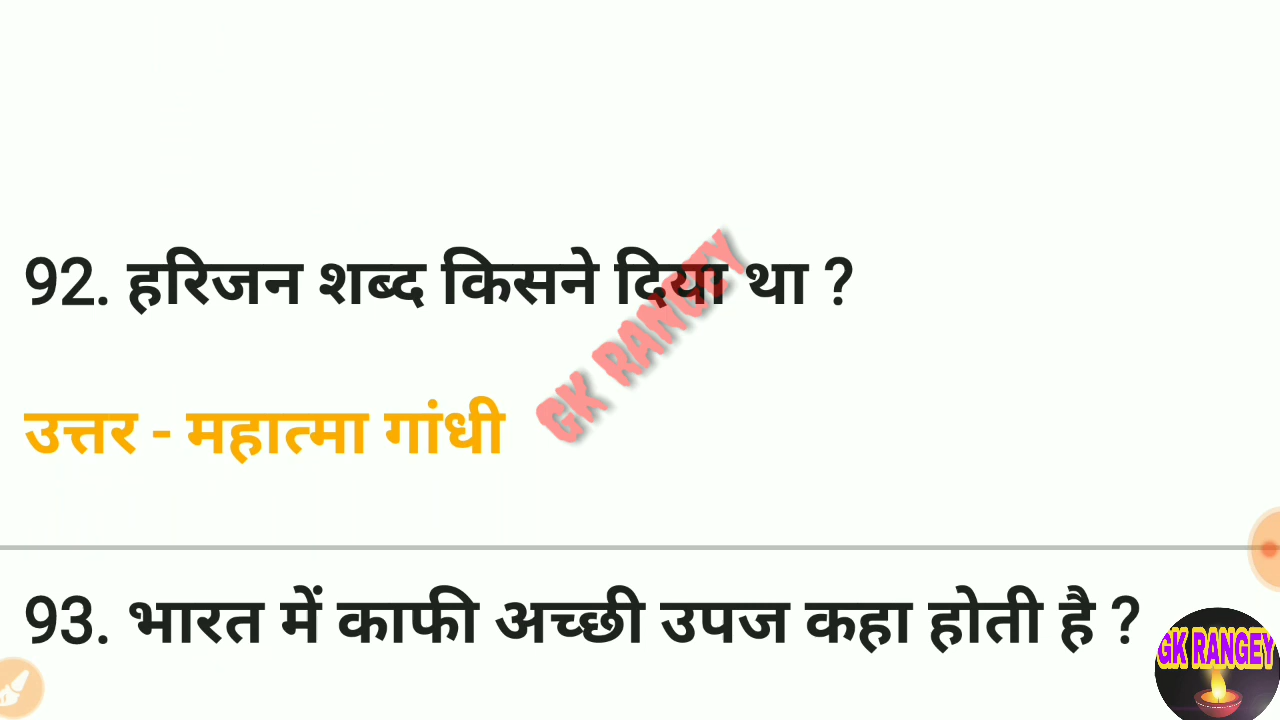 92. हरिजन शब्द किसने दिया था ?
GK RANGEY
उत्तर - महात्मा गांधी
93. भारत में काफी अच्छी उपज कहा होती है ?
GK RANGEY